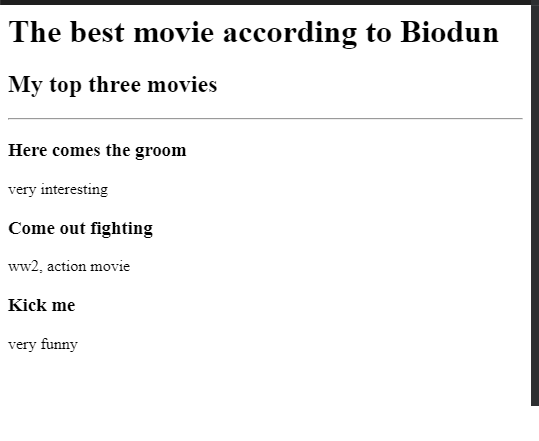 The best movie according to Biodun
My top three movies
Here comes the groom
very interesting
Come out fighting
ww2, action movie
Kick me
very funny